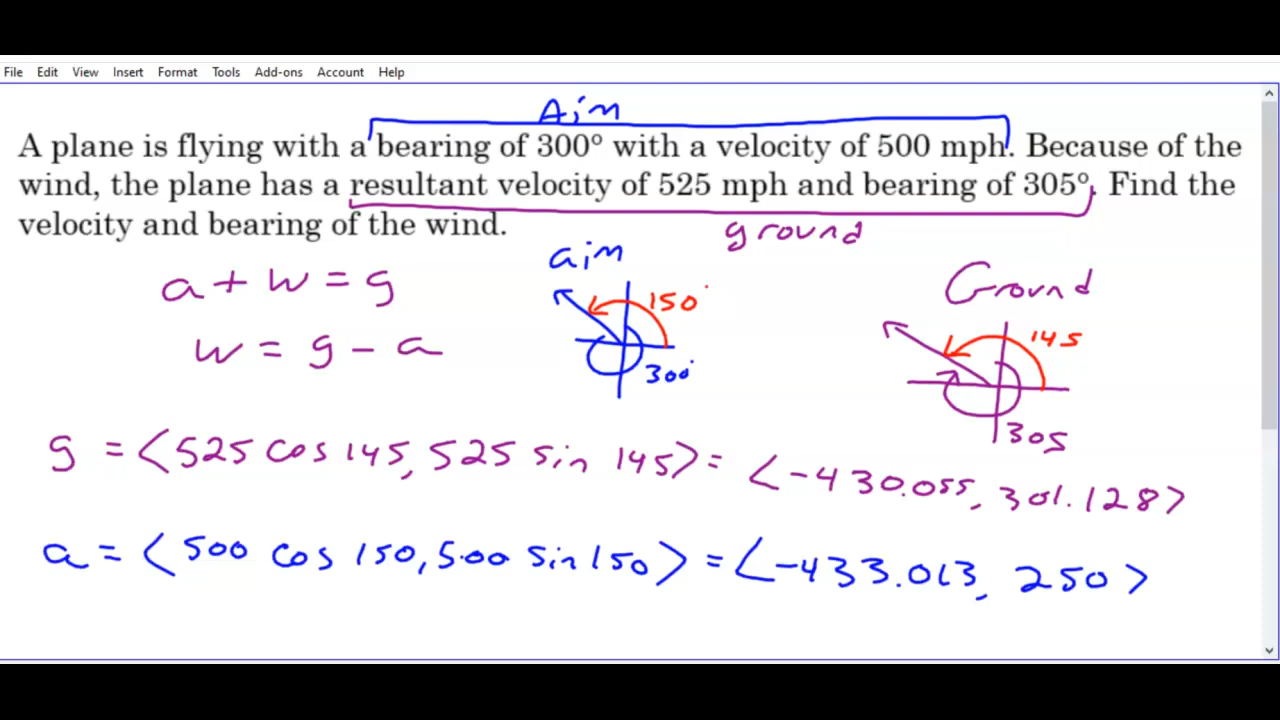 File Edit View Insert Format Tools Add-ons Account Help
Aim
A plane is flying with a bearing of 300° with a velocity of 500 mph. Because of the
wind, the plane has a resultant velocity of 525 mph and bearing of 305°. Find the
velocity and bearing of the wind.
ground
a + w = g
w = g - a
aim
150°
300°
Ground
145
305
g = <525 cos 145, 525 sin 145> = <-430.055, 301.128>
a = <500 cos 150, 500 sin 150> = <-433.013, 250>